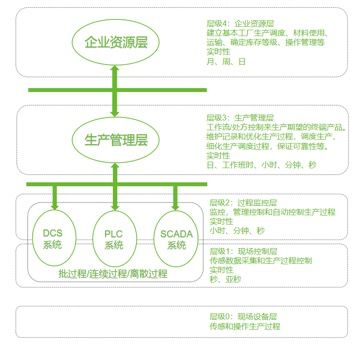 企业资源层
层级4：企业资源层
建立基本工厂生产调度、材料使用、
运输、确定库存等级、操作管理等
实时性
月、周、日
生产管理层
层级3：生产管理层
工作流/处方控制来生产期望的终端产品。
维护记录和优化生产过程、调度生产、
细化生产调度过程、保证可靠性等。
实时性
日、工作班时、小时、分钟、秒
DCS
系统
PLC
系统
SCADA
系统
批过程/连续过程/离散过程
层级2：过程监控层
监控、管理控制和自动控制生产过程
实时性
小时、分钟、秒
层级1：现场控制层
传感数据采集和生产过程控制
实时性
秒、亚秒
层级0：现场设备层
传感和操作生产过程